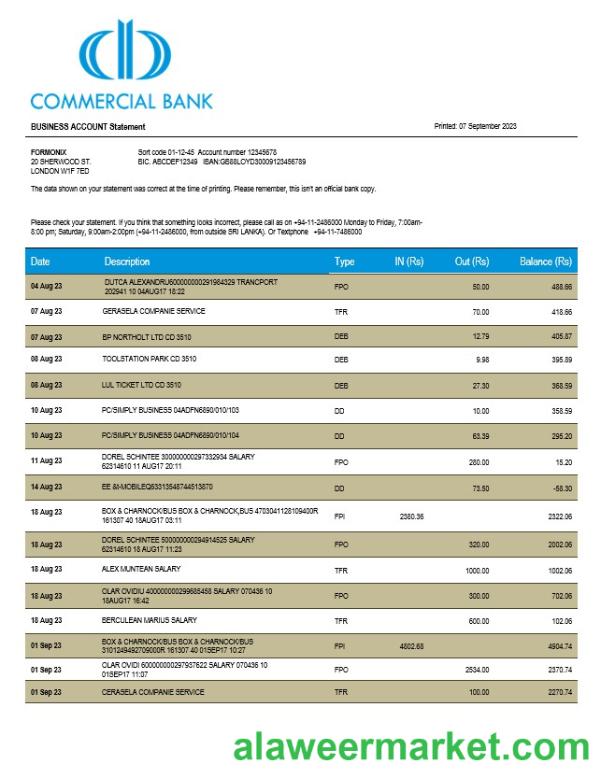 COMMERCIAL BANK
BUSINESS ACCOUNT Statement Printed: 07 September 2023
FORMONIX Sort code 01-12-45 Account number 12345678
20 SHERWOOD ST. BIC. ABCDEF12349 IBAN:GB88LOYD30009123456789
LONDON W1F 7ED
The data shown on your statement was correct at the time of printing. Please remember, this isn't an official bank copy.
Please check your statement. If you think that something looks incorrect, please call as on +94-11-2486000 Monday to Friday, 7:00am-
8:00 pm; Saturday, 9:00am-2:00pm (+94-11-2486000, from outside SRI LANKA). Or Textphone +94-11-7486000
Date Description Type IN (Rs) Out (Rs) Balance (Rs)
04 Aug 23 DUTCA ALEXANDRU600000000291984329 TRANCPORT FPO 50.00 488.66
202941 10 04AUG17 18:22
07 Aug 23 GERASELA COMPANIE SERVICE TFR 70.00 418.66
07 Aug 23 BP NORTHOLT LTD CD 3510 DEB 12.79 405.87
08 Aug 23 TOOLSTATION PARK CD 3510 DEB 9.98 395.89
08 Aug 23 LUL TICKET LTD CD 3510 DEB 27.30 368.59
10 Aug 23 PC/SIMPLY BUSINESS 04ADFN6890/010/103 DD 10.00 358.59
10 Aug 23 PC/SIMPLY BUSINESS 04ADFN6890/010/104 DD 63.39 295.20
11 Aug 23 DOREL SCHINTEE 300000000297332934 SALARY FPO 280.00 15.20
62314610 11 AUG17 20:11
14 Aug 23 EE &t-MOBILEQ63313548744513870 DD 73.50 -58.30
18 Aug 23 BOX & CHARNOCK/BUS BOX & CHARNOCK,BUS 4703041128109400R FPI 2380.36 2322.06
161307 40 18AUG17 03:11
18 Aug 23 DOREL SCHINTEE 500000000294914525 SALARY FPO 320.00 2002.06
62314610 18 AUG17 11:23
18 Aug 23 ALEX MUNTEAN SALARY TFR 1000.00 1002.06
18 Aug 23 OLAR OVIDIU 400000000299685458 SALARY 070436 10 FPO 300.00 702.06
18AUG17 16:42
18 Aug 23 BERCULEAN MARIUS SALARY TFR 600.00 102.06
01 Sep 23 BOX & CHARNOCK/BUS BOX & CHARNOCK/BUS FPI 4802.68 4904.74
3101249492709000R 161307 40 01SEP17 10:27
01 Sep 23 OLAR OVIDI 600000000297937622 SALARY 070436 10 FPO 2534.00 2370.74
01SEP17 11:07
01 Sep 23 CERASELA COMPANIE SERVICE TFR 100.00 2270.74
alaweermarket.com